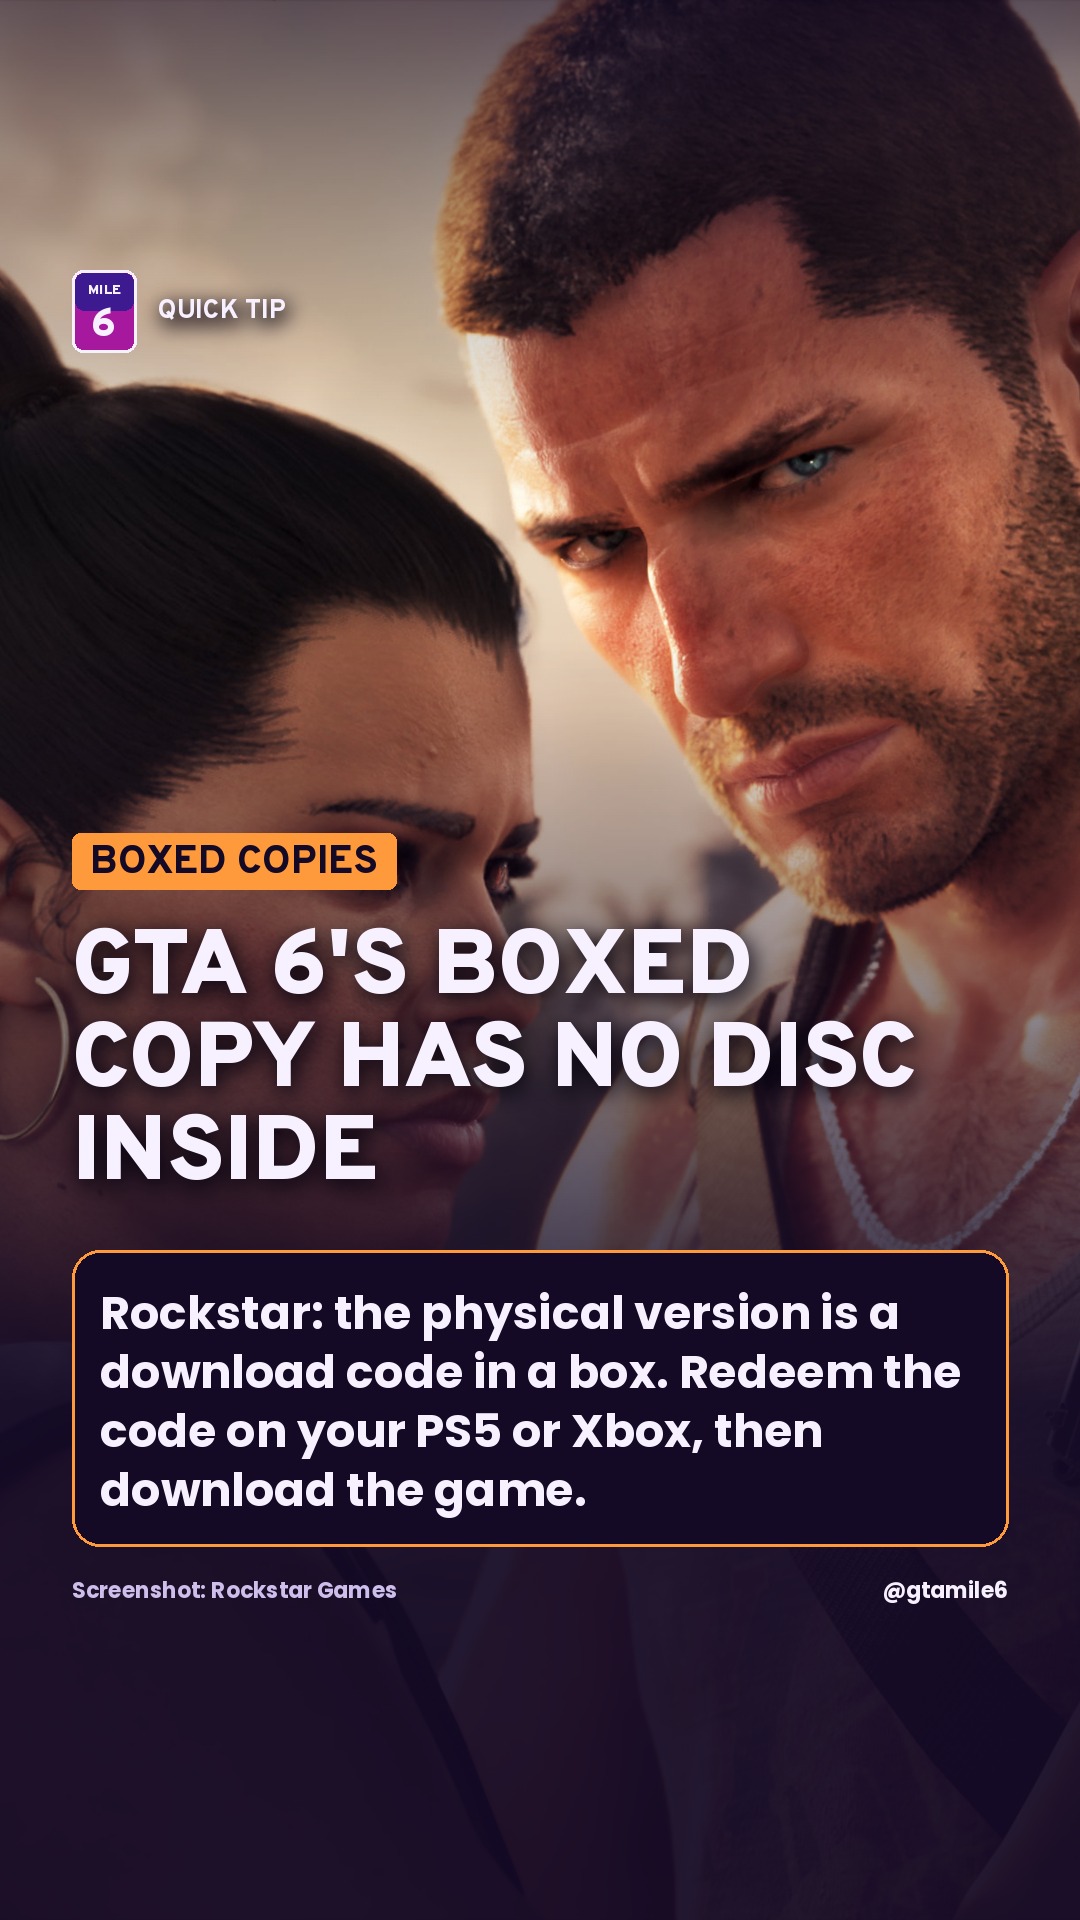 MILE
6
QUICK TIP
BOXED COPIES
GTA 6'S BOXED
COPY HAS NO DISC
INSIDE
Rockstar: the physical version is a
download code in a box. Redeem the
code on your PS5 or Xbox, then
download the game.
Screenshot: Rockstar Games
@gtamile6